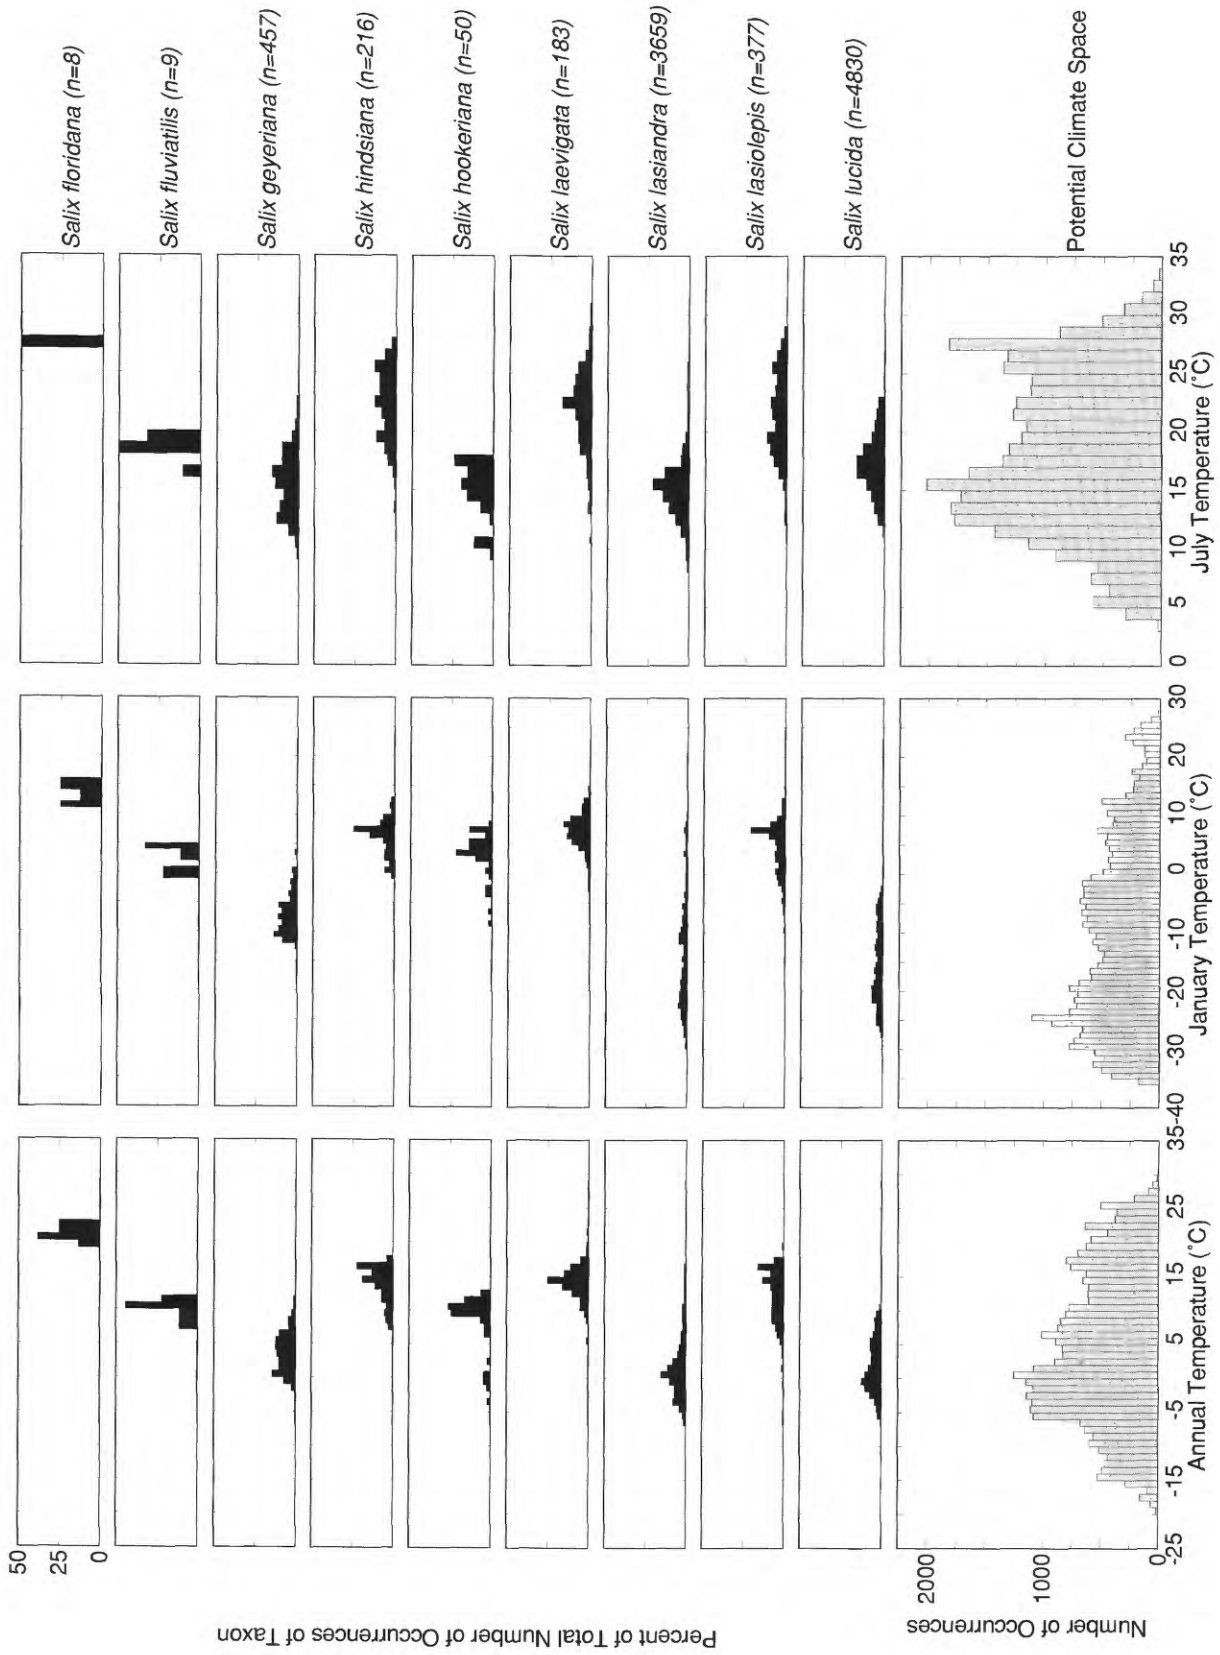 Percent of Total Number of Occurrences of Taxon
50
25
0
Salix floridana (n=8)
Salix fluviatilis (n=9)
Salix geyeriana (n=457)
Salix hindsiana (n=216)
Salix hookeriana (n=50)
Salix laevigata (n=183)
Salix lasiandra (n=3659)
Salix lasiolepis (n=377)
Salix lucida (n=4830)
Potential Climate Space
Number of Occurrences
2000
1000
0
-25 -15 -5 5 15 25 35
Annual Temperature (°C)
-40 -30 -20 -10 0 10 20 30
January Temperature (°C)
0 5 10 15 20 25 30 35
July Temperature (°C)